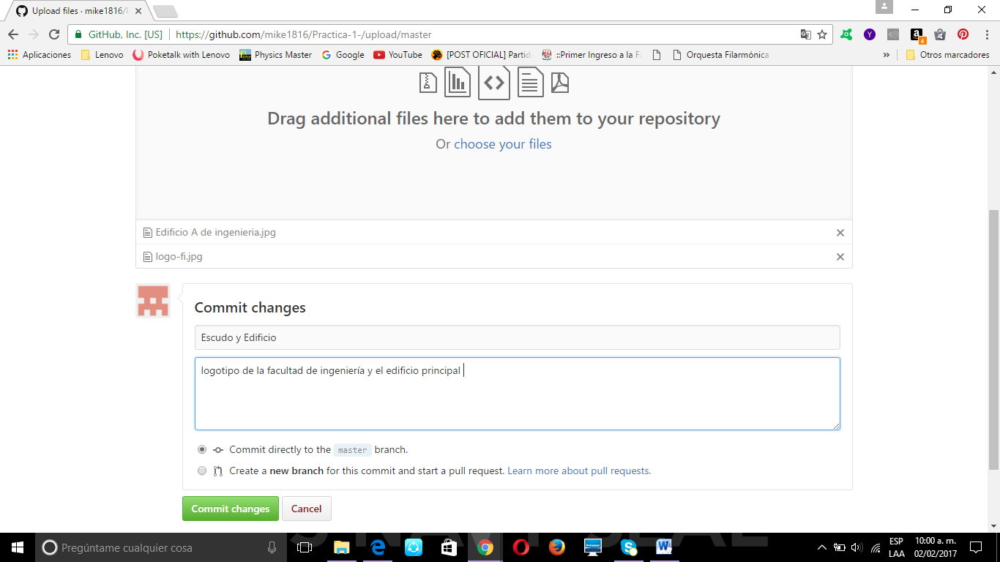 Upload files · mike1816/
GitHub, Inc. [US]
https://github.com/mike1816/Practica-1-/upload/master
Y
a
4
Aplicaciones
Lenovo
Poketalk with Lenovo
Physics Master
Google
YouTube
[POST OFICIAL] Partid
::Primer Ingreso a la Fa
Orquesta Filarmónica
»
Otros marcadores
Drag additional files here to add them to your repository
Or choose your files
Edificio A de ingenieria.jpg
logo-fi.jpg
Commit changes
Escudo y Edificio
logotipo de la facultad de ingeniería y el edificio principal
Commit directly to the master branch.
Create a new branch for this commit and start a pull request. Learn more about pull requests.
Commit changes
Cancel
Pregúntame cualquier cosa
ESP
LAA
10:00 a. m.
02/02/2017